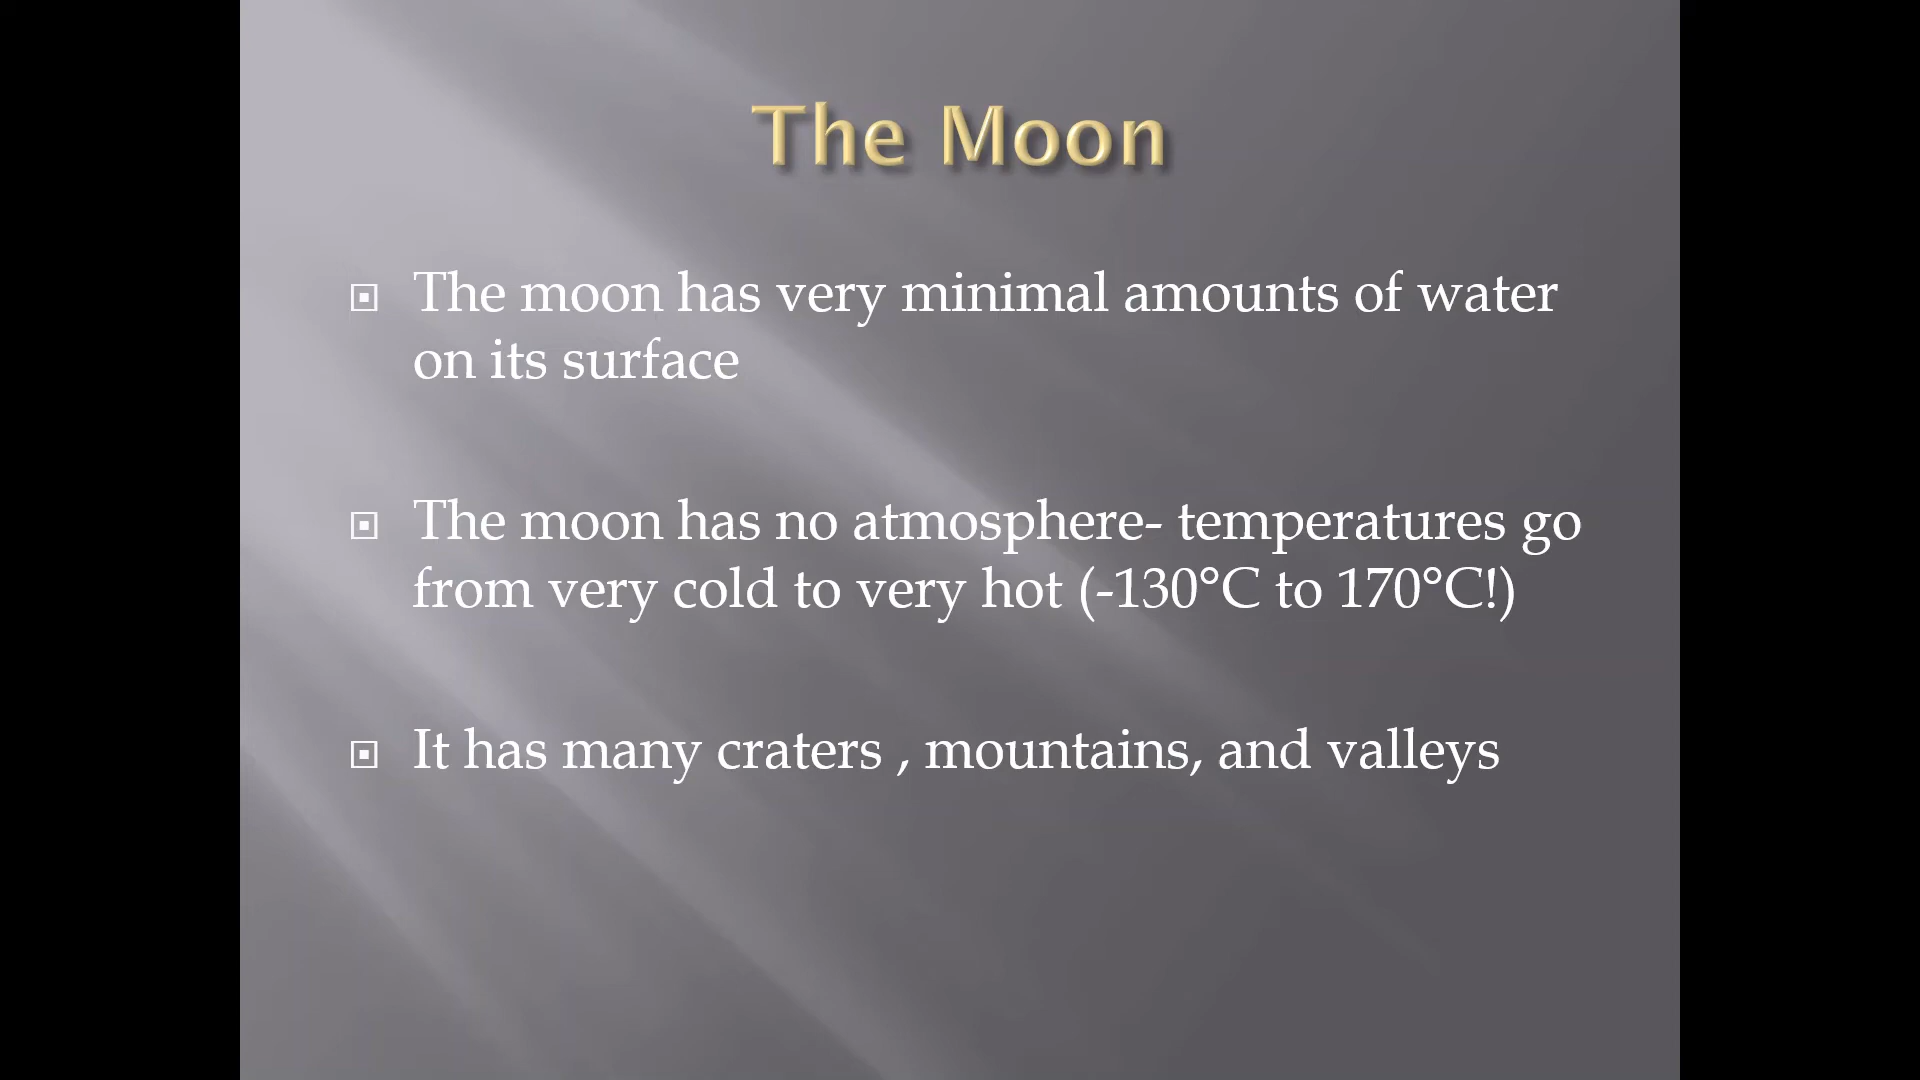 The Moon
The moon has very minimal amounts of water
on its surface
The moon has no atmosphere- temperatures go
from very cold to very hot (-130°C to 170°C!)
It has many craters , mountains, and valleys